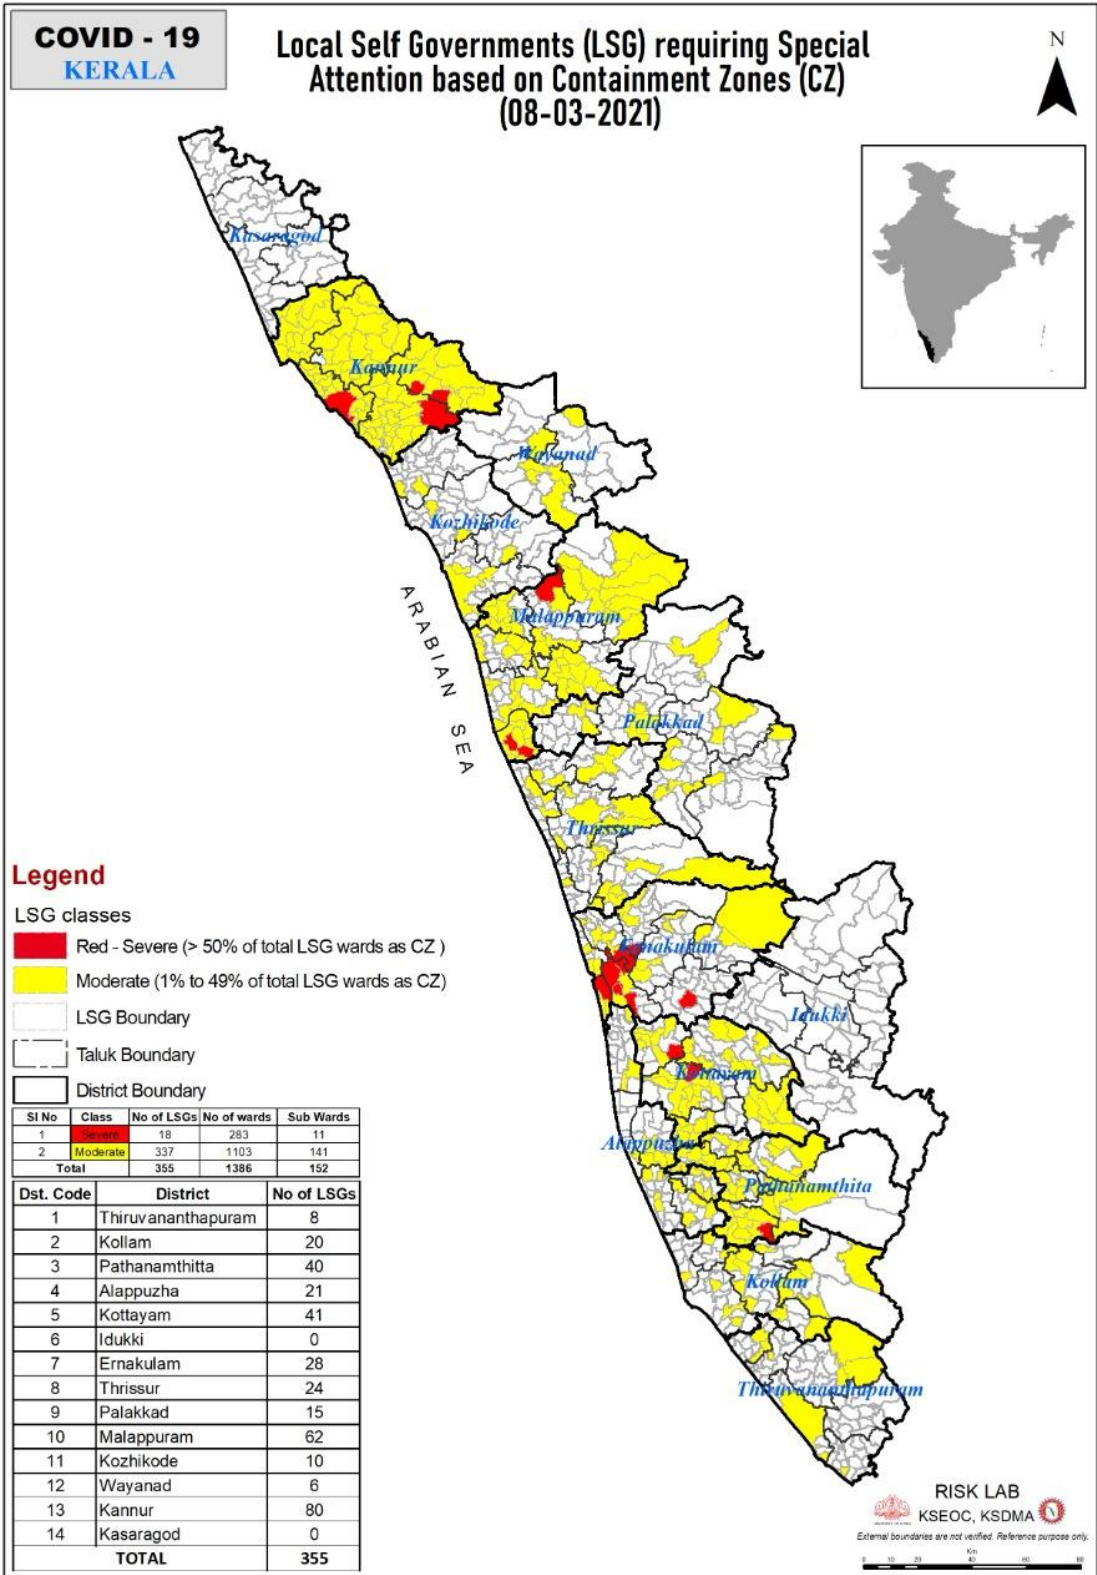 COVID - 19
KERALA
Local Self Governments (LSG) requiring Special
Attention based on Containment Zones (CZ)
(08-03-2021)
N
Kasaragod
Kannur
Wayanad
Kozhikode
ARABIAN SEA
Malappuram
Palakkad
Thrissur
Ernakulam
Idukki
Kottayam
Alappuzha
Pathanamthita
Kollam
Thiruvananthapuram
Legend
LSG classes
Red - Severe (> 50% of total LSG wards as CZ )
Moderate (1% to 49% of total LSG wards as CZ)
LSG Boundary
Taluk Boundary
District Boundary
Sl No Class No of LSGs No of wards Sub Wards
1 Severe 18 283 11
2 Moderate 337 1103 141
Total 355 1386 152
Dst. Code District No of LSGs
1 Thiruvananthapuram 8
2 Kollam 20
3 Pathanamthitta 40
4 Alappuzha 21
5 Kottayam 41
6 Idukki 0
7 Ernakulam 28
8 Thrissur 24
9 Palakkad 15
10 Malappuram 62
11 Kozhikode 10
12 Wayanad 6
13 Kannur 80
14 Kasaragod 0
TOTAL 355
RISK LAB
KSEOC, KSDMA
External boundaries are not verified. Reference purpose only.
Km
0 10 20 40 60 80